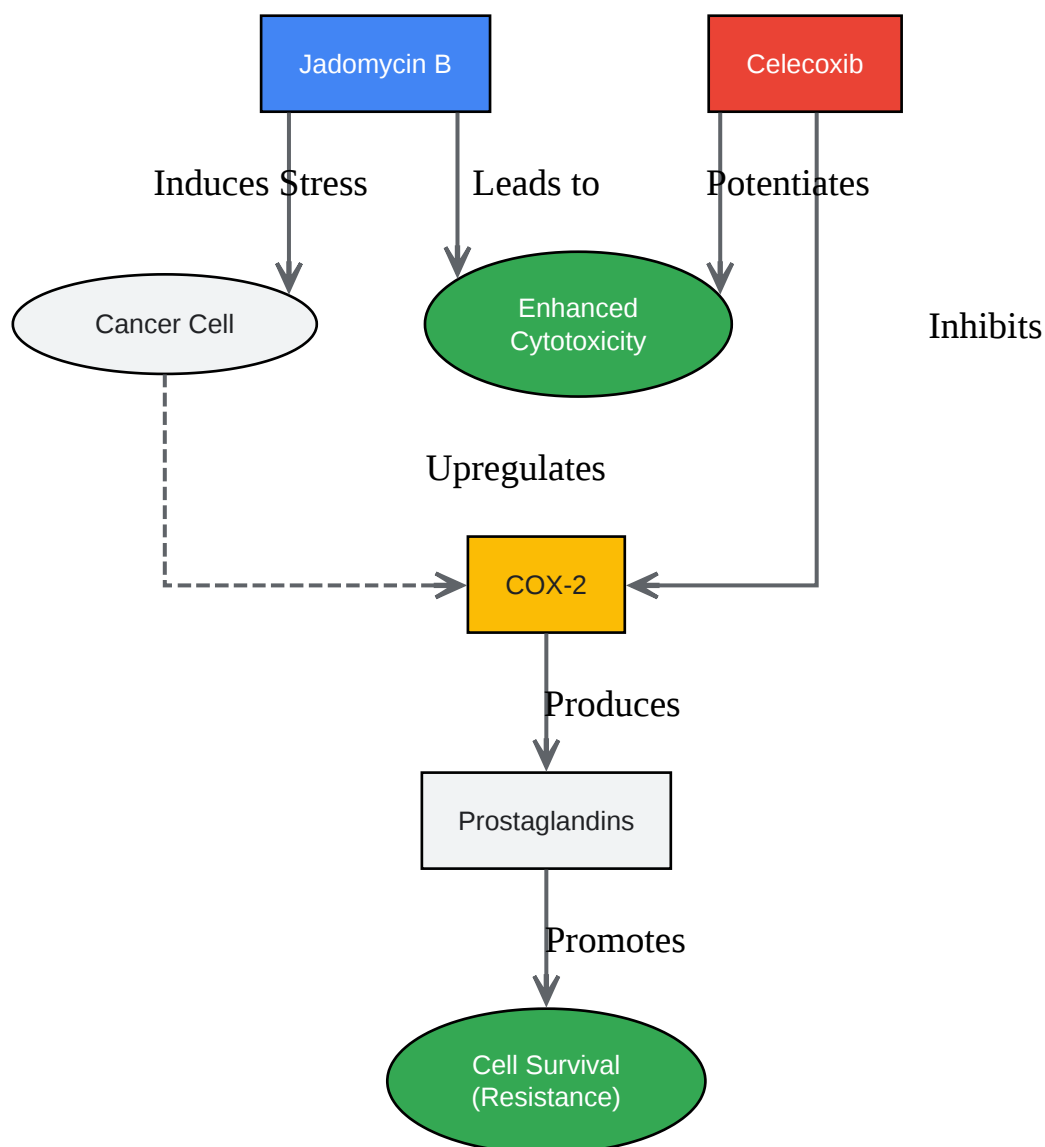 Jadomycin B
Celecoxib
Induces Stress
Leads to
Potentiates
Cancer Cell
Enhanced
Cytotoxicity
Inhibits
Upregulates
COX-2
Produces
Prostaglandins
Promotes
Cell Survival
(Resistance)